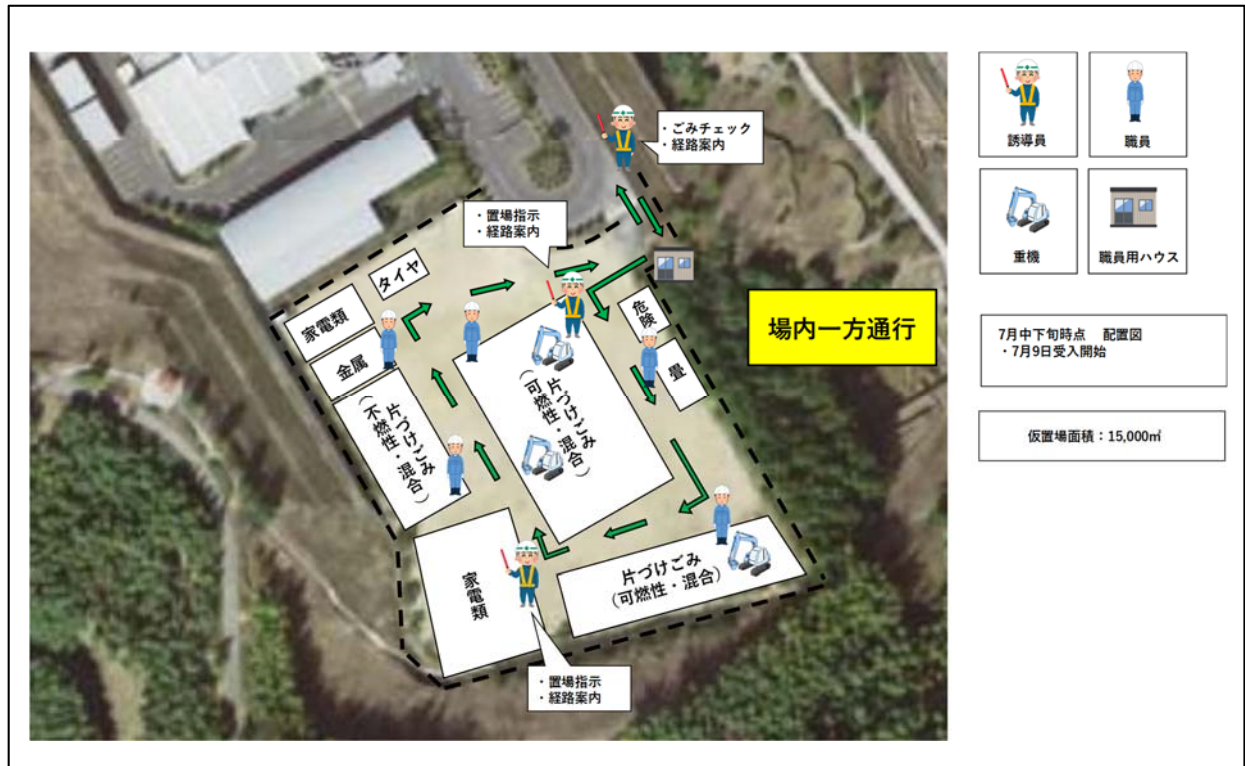 ・ごみチェック
・経路案内
・置場指示
・経路案内
タイヤ
家電類
金属
片づけごみ
（不燃性・混合）
片づけごみ
（可燃性・混合）
危険
畳
場内一方通行
家電類
片づけごみ
（可燃性・混合）
・置場指示
・経路案内
誘導員
職員
重機
職員用ハウス
7月中下旬時点　配置図
・7月9日受入開始
仮置場面積：15,000㎡